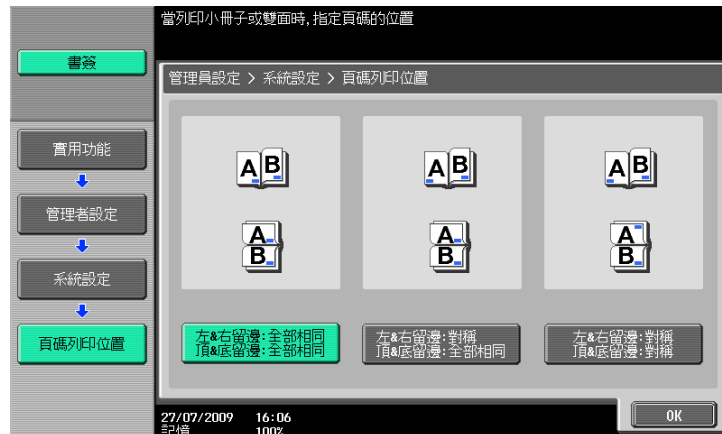 當列印小冊子或雙面時,指定頁碼的位置
書簽
管理員設定 > 系統設定 > 頁碼列印位置
實用功能
管理者設定
系統設定
頁碼列印位置
A B
A B
A B
A
B
A
B
A
B
左&右留邊:全部相同
頂&底留邊:全部相同
左&右留邊:對稱
頂&底留邊:全部相同
左&右留邊:對稱
頂&底留邊:對稱
27/07/2009 16:06
記憶 100%
OK